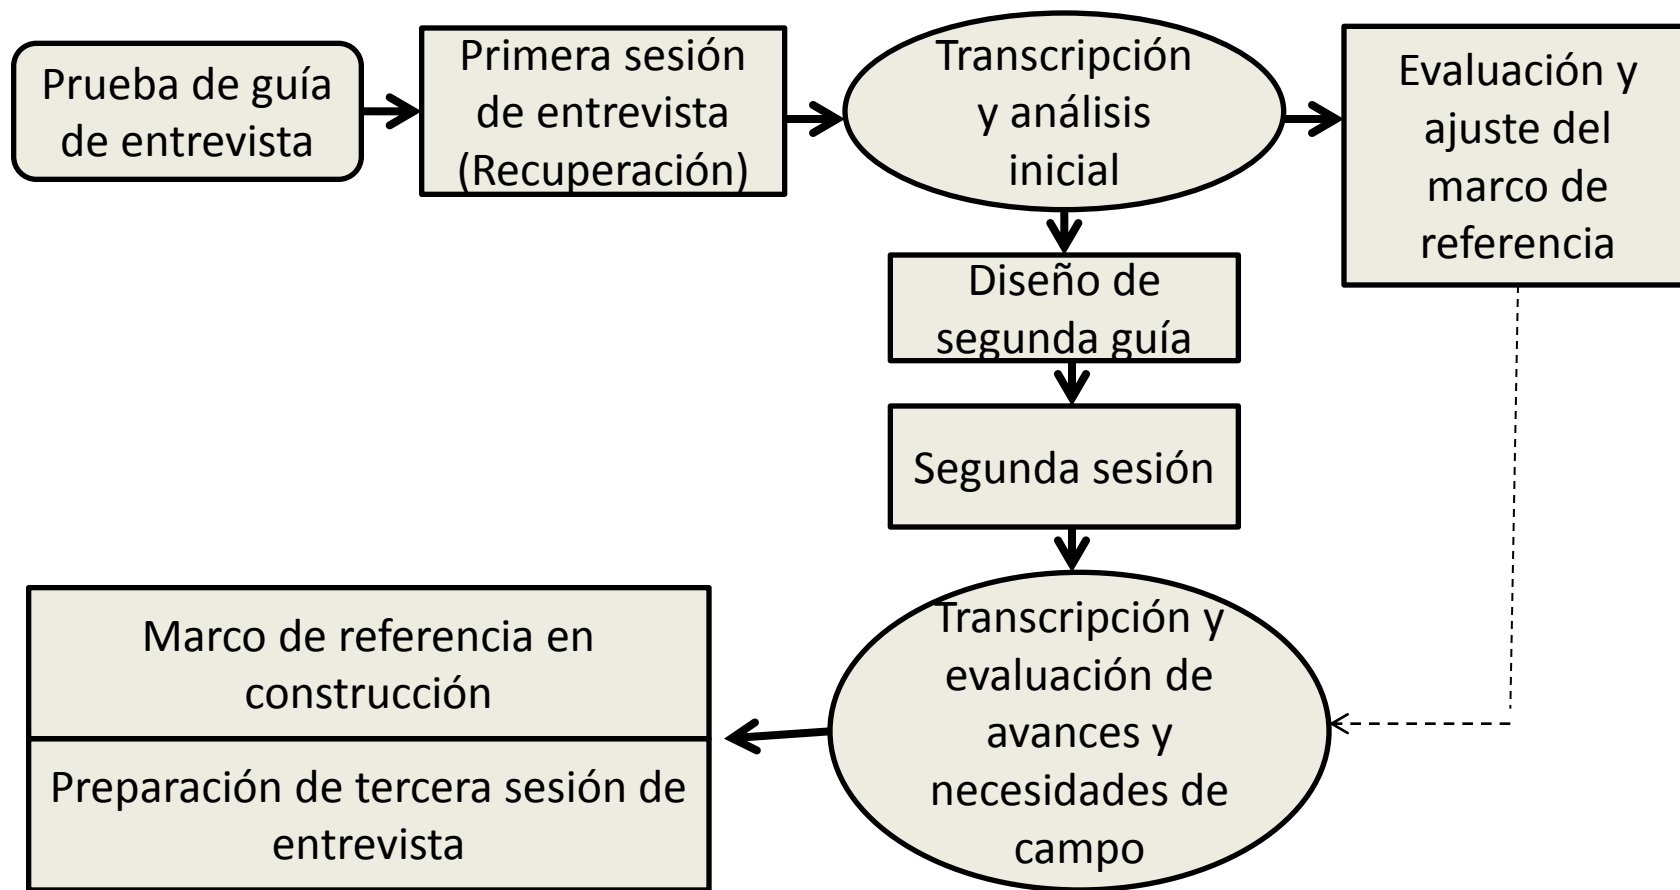 Prueba de guía
de entrevista
Primera sesión
de entrevista
(Recuperación)
Transcripción
y análisis
inicial
Evaluación y
ajuste del
marco de
referencia
Diseño de
segunda guía
Segunda sesión
Transcripción y
evaluación de
avances y
necesidades de
campo
Marco de referencia en
construcción
Preparación de tercera sesión de
entrevista